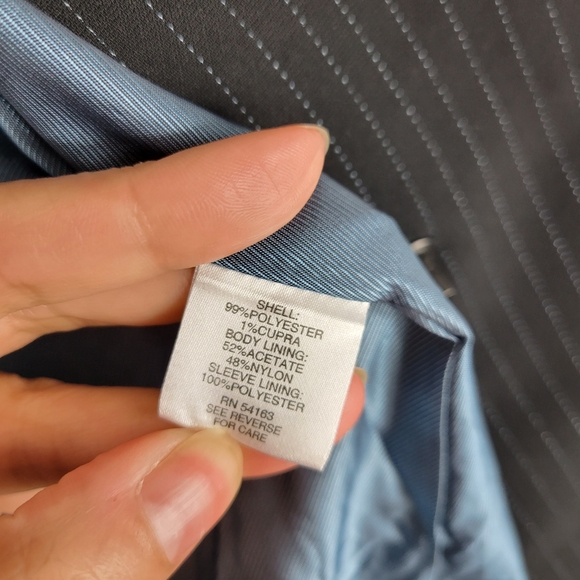 SHELL:
99%POLYESTER
1%CUPRA
BODY LINING:
52%ACETATE
48%NYLON
SLEEVE LINING:
100%POLYESTER
RN 54163
SEE REVERSE
FOR CARE